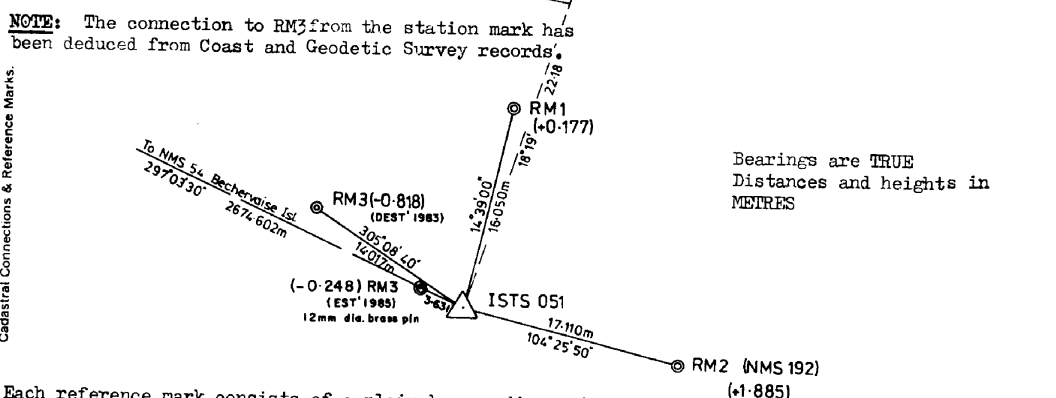 NOTE: The connection to RM3 from the station mark has
been deduced from Coast and Geodetic Survey records.
Cadastral Connections & Reference Marks.
22·18
RM1
(+0·177)
18°19'
14°39'00"
16·050m
Bearings are TRUE
Distances and heights in
METRES
To NMS 54 Bechervaise Isl.
297°03'30"
2674·602m
RM3(-0·818)
(DEST' 1983)
305°08'40"
14·017m
(-0·248) RM3
(EST' 1985)
12mm dia. brass pin
3·631
ISTS 051
17·110m
104°25'50"
RM2 (NMS 192)
(+1·885)
Each reference mark consists of a